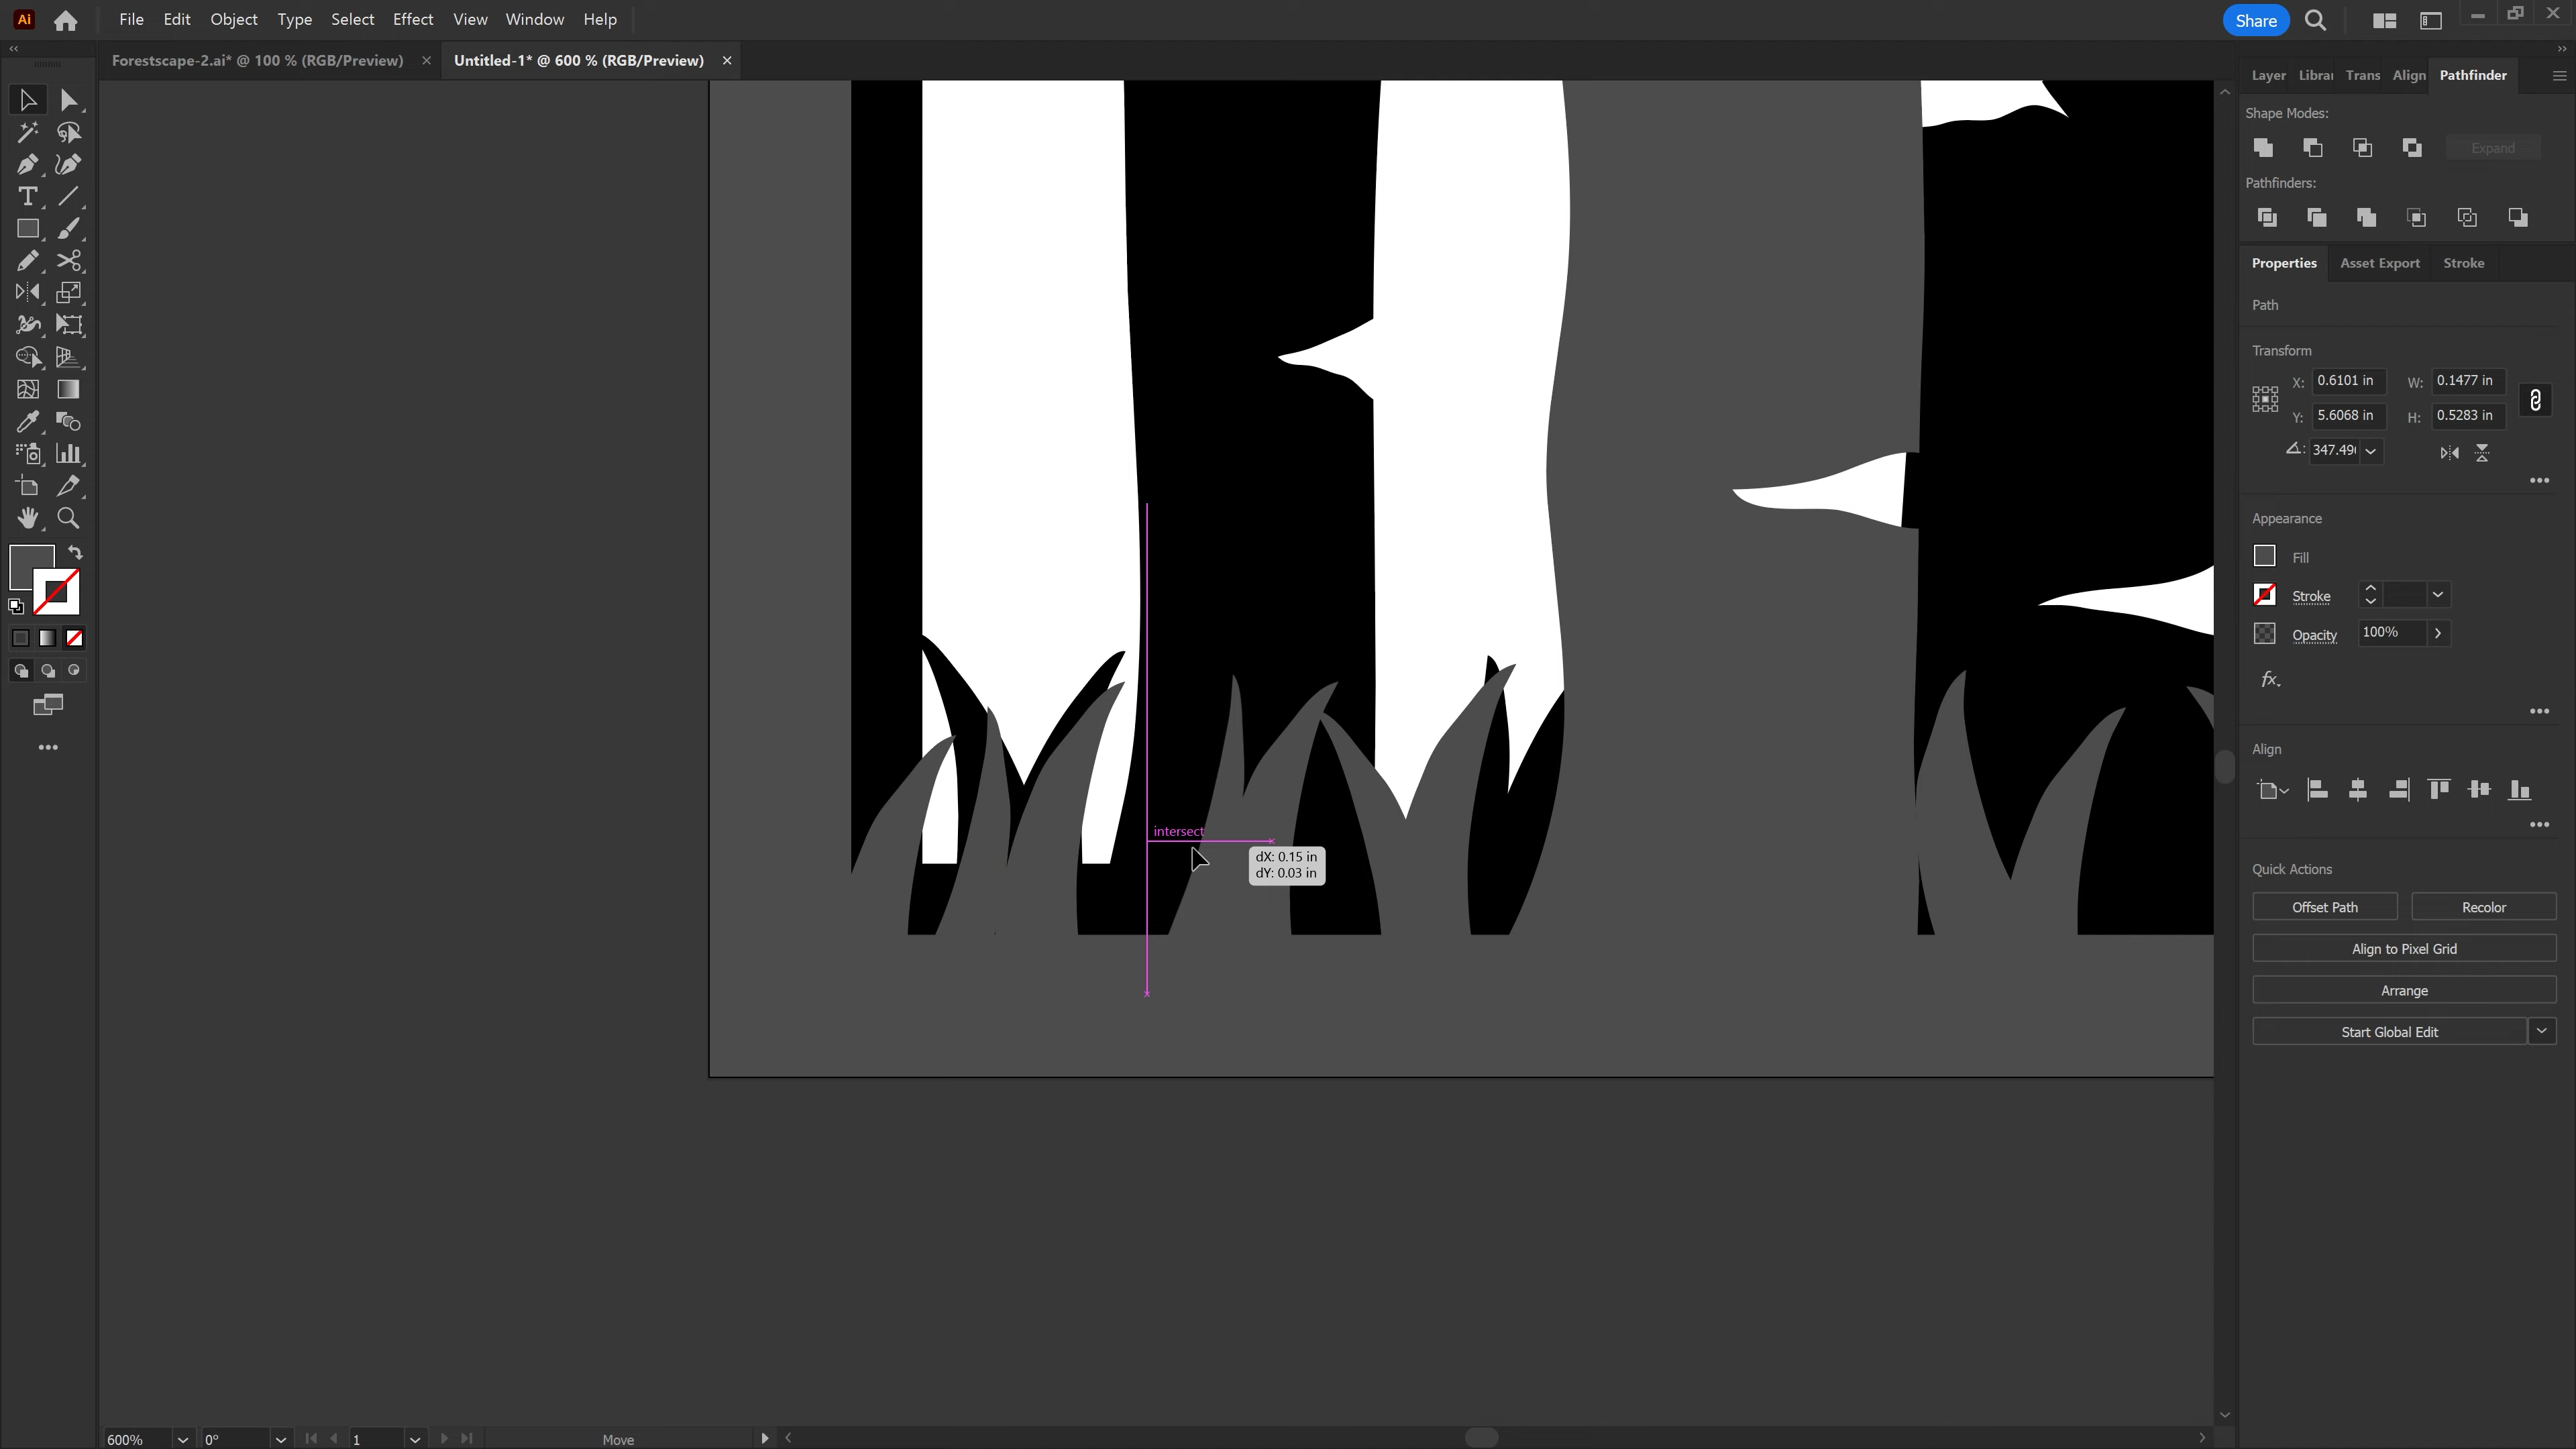 Ai
File Edit Object Type Select Effect View Window Help
Share
Forestscape-2.ai* @ 100 % (RGB/Preview) ×
Untitled-1* @ 600 % (RGB/Preview) ×
Layer Librar Trans Align Pathfinder
Shape Modes:
Expand
Pathfinders:
Properties Asset Export Stroke
Path
Transform
X: 0.6101 in W: 0.1477 in
Y: 5.6068 in H: 0.5283 in
347.49
Appearance
Fill
Stroke
Opacity 100%
fx.
Align
Quick Actions
Offset Path Recolor
Align to Pixel Grid
Arrange
Start Global Edit
intersect
dX: 0.15 in
dY: 0.03 in
600% 0° 1 Move